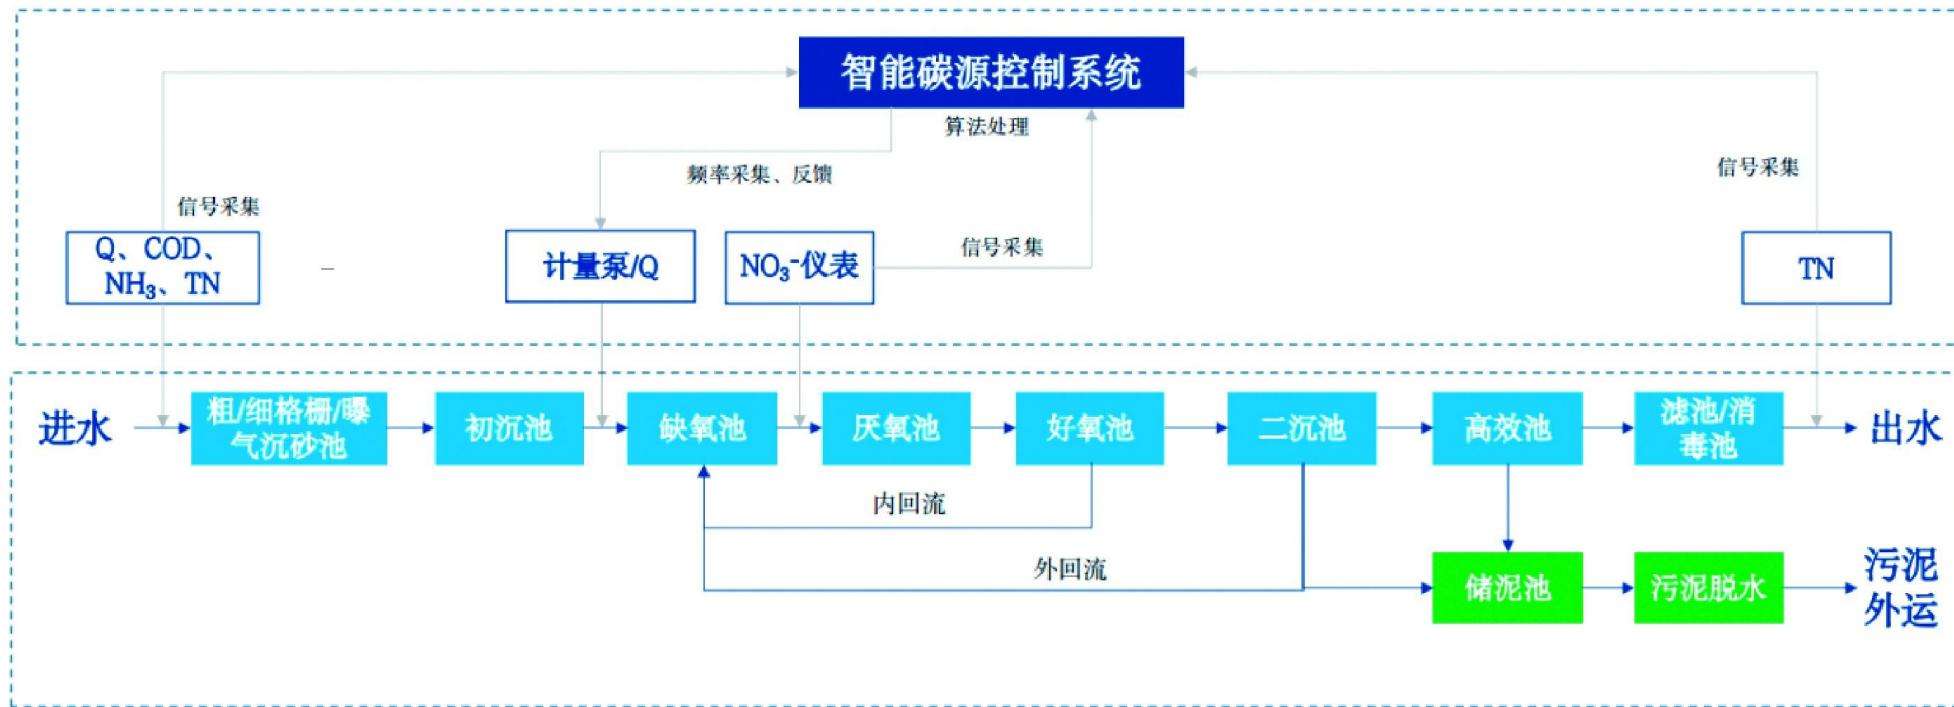 智能碳源控制系统
算法处理
频率采集、反馈
信号采集
信号采集
信号采集
Q、COD、
NH₃、TN
计量泵/Q
NO₃⁻仪表
TN
进水
粗/细格栅/曝
气沉砂池
初沉池
缺氧池
厌氧池
好氧池
二沉池
高效池
滤池/消
毒池
出水
内回流
外回流
储泥池
污泥脱水
污泥
外运